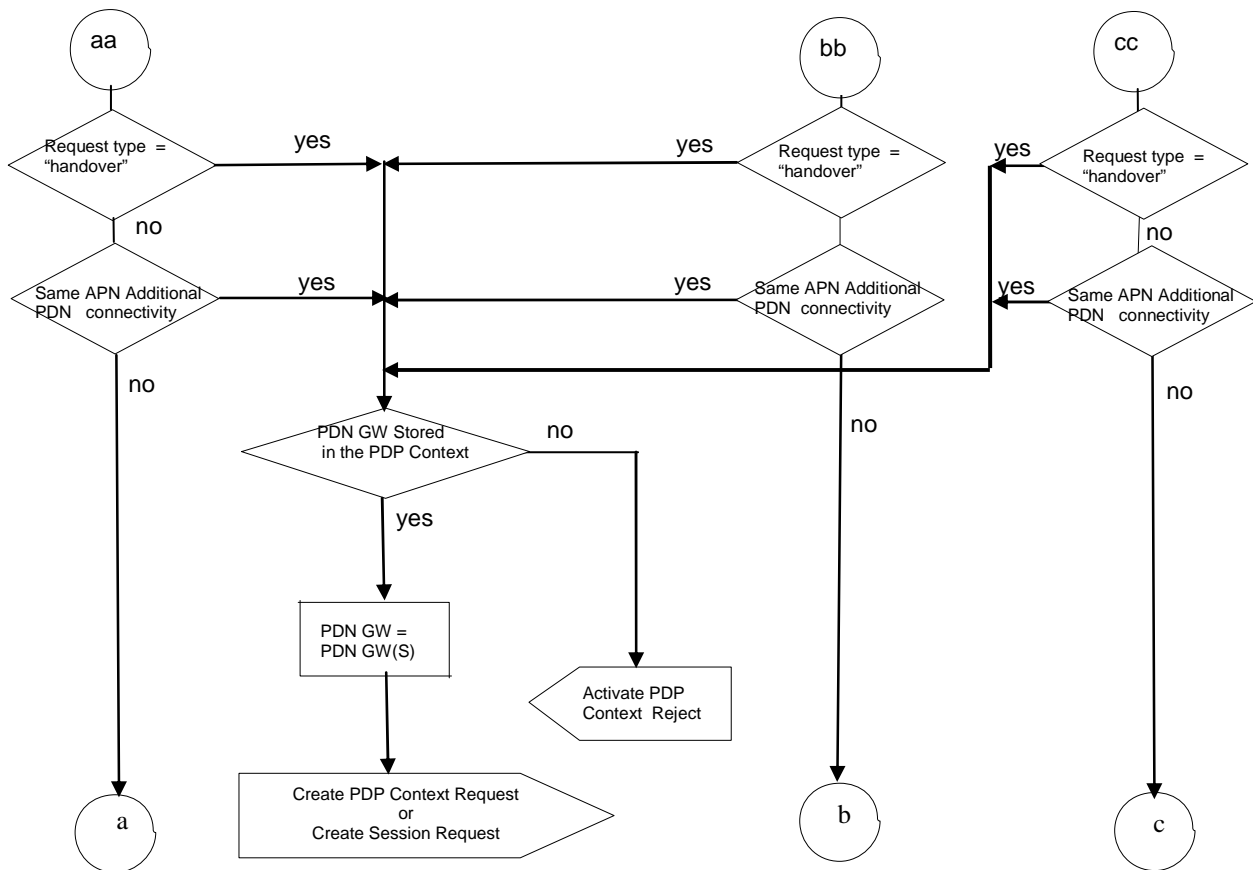 aa
bb
cc
Request type =
“handover”
yes
yes
Request type =
“handover”
yes
Request type =
“handover”
no
no
Same APN Additional
PDN connectivity
yes
yes
Same APN Additional
PDN connectivity
yes
Same APN Additional
PDN connectivity
no
no
no
PDN GW Stored
in the PDP Context
no
yes
PDN GW =
PDN GW(S)
Activate PDP
Context Reject
Create PDP Context Request
or
Create Session Request
a
b
c